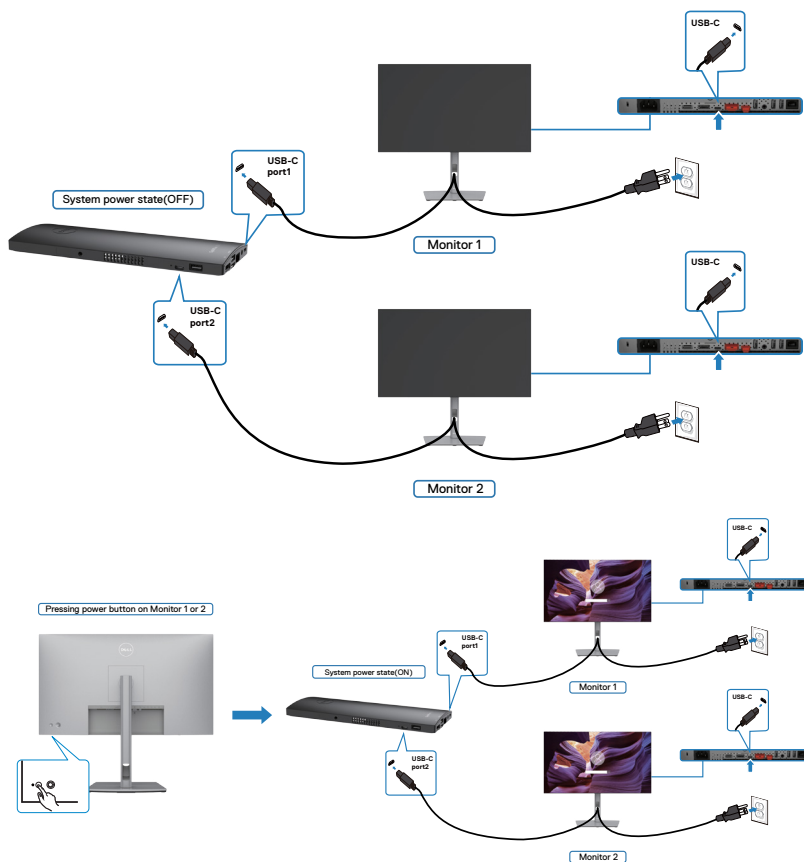 USB-C
USB-C
port1
System power state(OFF)
Monitor 1
USB-C
USB-C
port2
Monitor 2
USB-C
Pressing power button on Monitor 1 or 2
DELL
USB-C
port1
System power state(ON)
Monitor 1
USB-C
USB-C
port2
Monitor 2